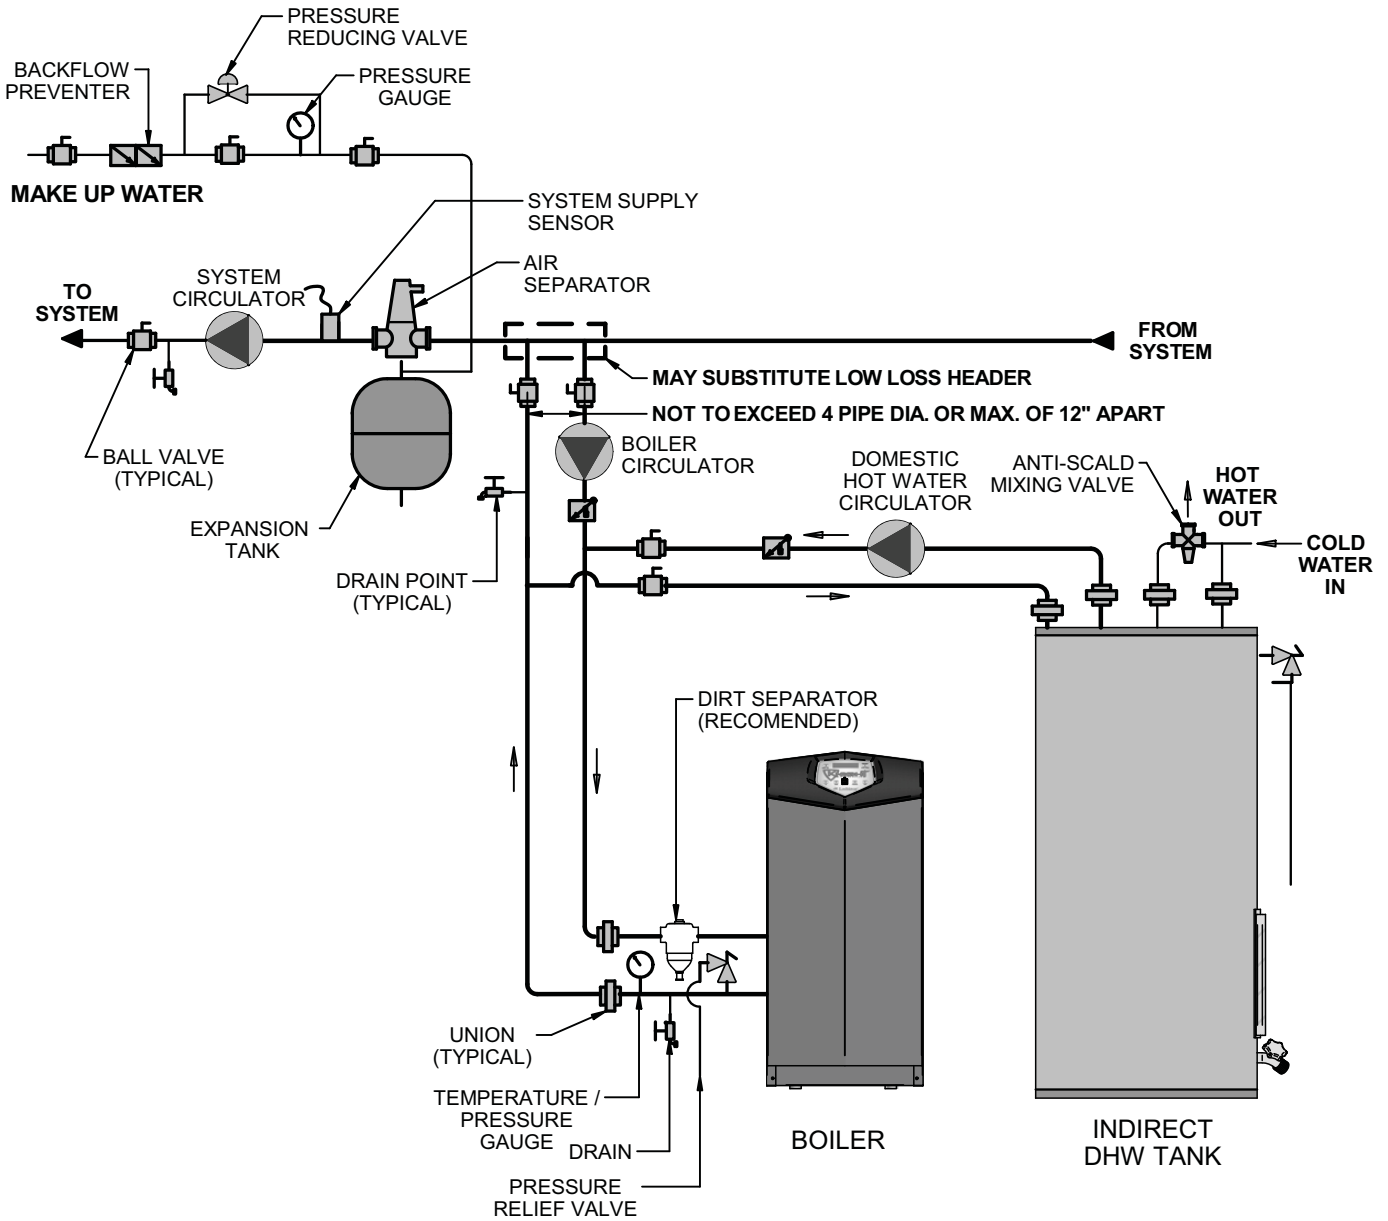 PRESSURE
REDUCING VALVE
BACKFLOW
PREVENTER
PRESSURE
GAUGE
MAKE UP WATER
SYSTEM SUPPLY
SENSOR
AIR
SEPARATOR
SYSTEM
CIRCULATOR
TO
SYSTEM
FROM
SYSTEM
MAY SUBSTITUTE LOW LOSS HEADER
NOT TO EXCEED 4 PIPE DIA. OR MAX. OF 12" APART
BALL VALVE
(TYPICAL)
BOILER
CIRCULATOR
DOMESTIC
HOT WATER
CIRCULATOR
ANTI-SCALD
MIXING VALVE
HOT
WATER
OUT
COLD
WATER
IN
EXPANSION
TANK
DRAIN POINT
(TYPICAL)
DIRT SEPARATOR
(RECOMENDED)
UNION
(TYPICAL)
TEMPERATURE /
PRESSURE
GAUGE
DRAIN
PRESSURE
RELIEF VALVE
BOILER
INDIRECT
DHW TANK